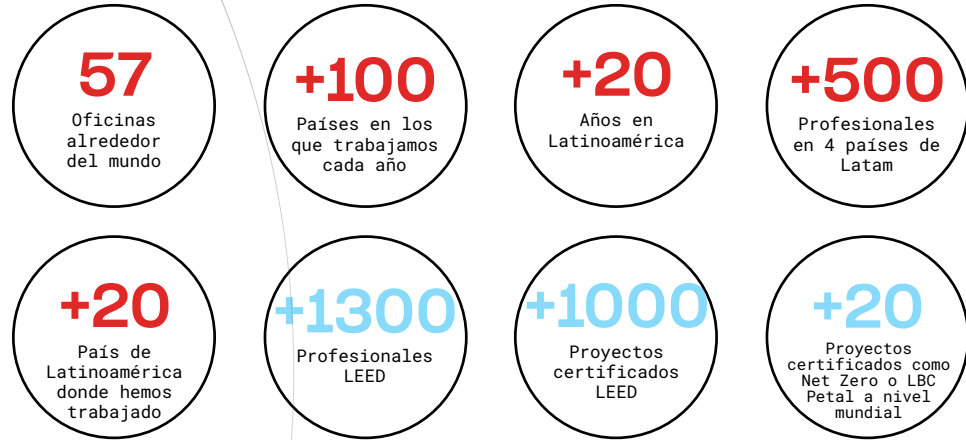 57
Oficinas
alrededor
del mundo
+100
Países en los
que trabajamos
cada año
+20
Años en
Latinoamérica
+500
Profesionales
en 4 países de
Latam
+20
País de
Latinoamérica
donde hemos
trabajado
+1300
Profesionales
LEED
+1000
Proyectos
certificados
LEED
+20
Proyectos
certificados como
Net Zero o LBC
Petal a nivel
mundial